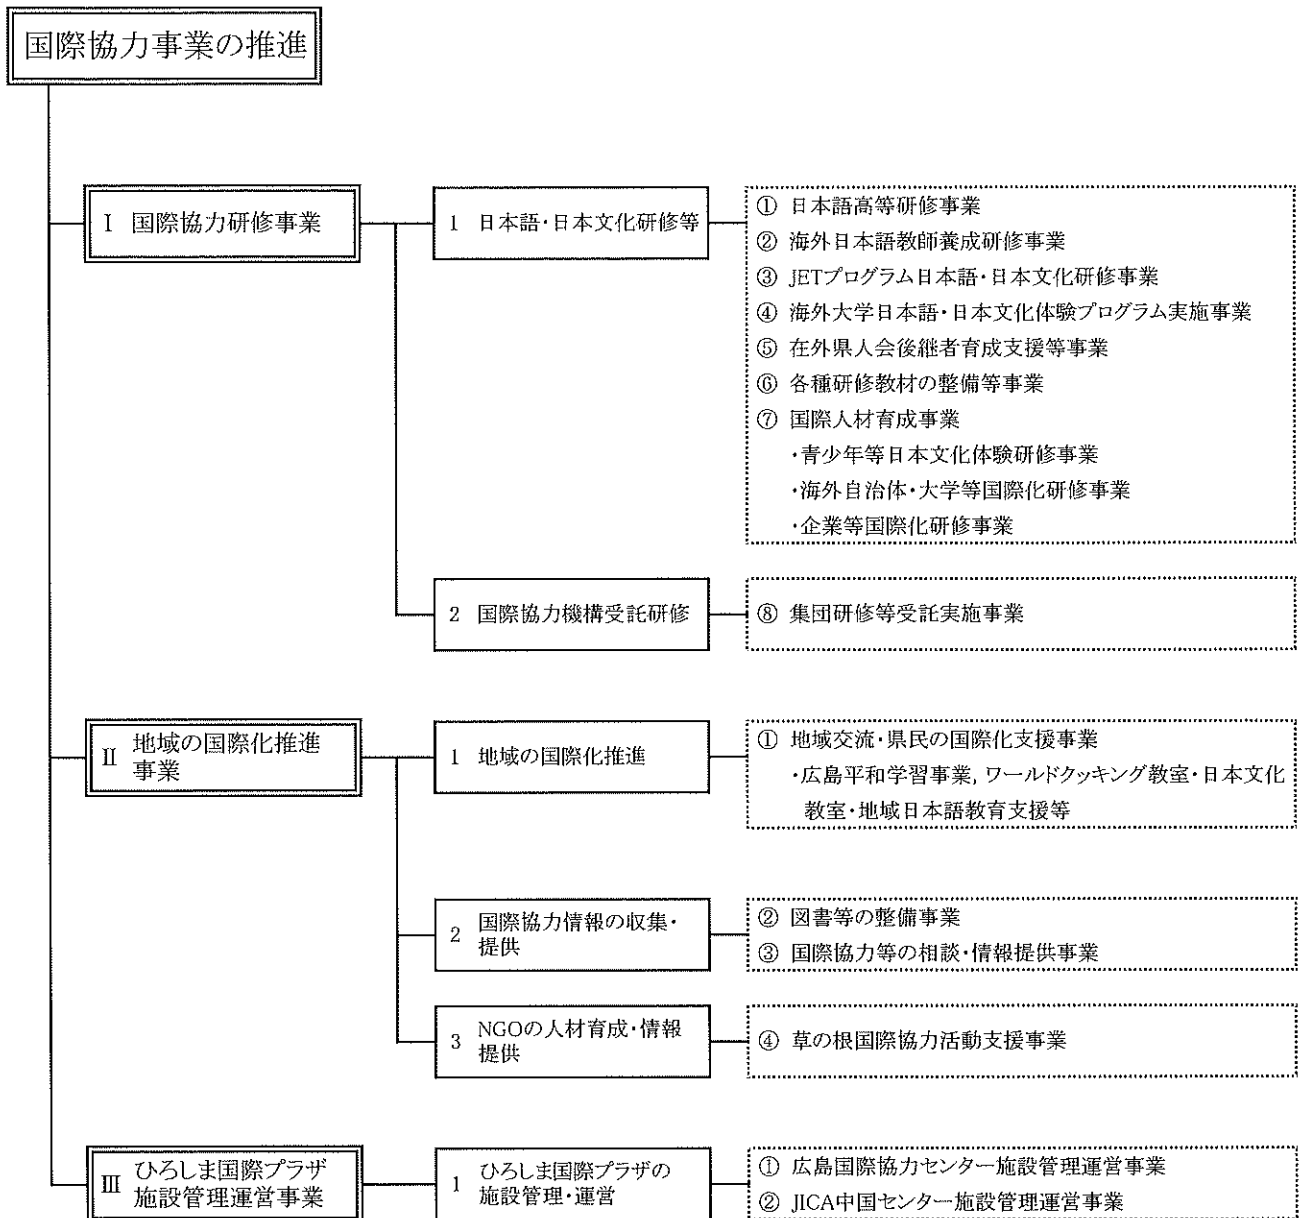 国際協力事業の推進
Ⅰ 国際協力研修事業
1 日本語・日本文化研修等
① 日本語高等研修事業
② 海外日本語教師養成研修事業
③ JETプログラム日本語・日本文化研修事業
④ 海外大学日本語・日本文化体験プログラム実施事業
⑤ 在外県人会後継者育成支援等事業
⑥ 各種研修教材の整備等事業
⑦ 国際人材育成事業
・青少年等日本文化体験研修事業
・海外自治体・大学等国際化研修事業
・企業等国際化研修事業
2 国際協力機構受託研修
⑧ 集団研修等受託実施事業
Ⅱ 地域の国際化推進
事業
1 地域の国際化推進
① 地域交流・県民の国際化支援事業
・広島平和学習事業, ワールドクッキング教室・日本文化
教室・地域日本語教育支援等
2 国際協力情報の収集・
提供
② 図書等の整備事業
③ 国際協力等の相談・情報提供事業
3 NGOの人材育成・情報
提供
④ 草の根国際協力活動支援事業
Ⅲ ひろしま国際プラザ
施設管理運営事業
1 ひろしま国際プラザの
施設管理・運営
① 広島国際協力センター施設管理運営事業
② JICA中国センター施設管理運営事業